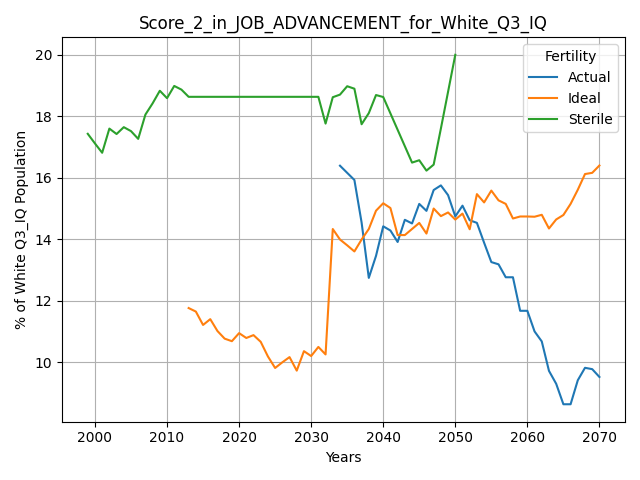 Score_2_in_JOB_ADVANCEMENT_for_White_Q3_IQ
% of White Q3_IQ Population
20
18
16
14
12
10
Fertility
Actual
Ideal
Sterile
2000 2010 2020 2030 2040 2050 2060 2070
Years